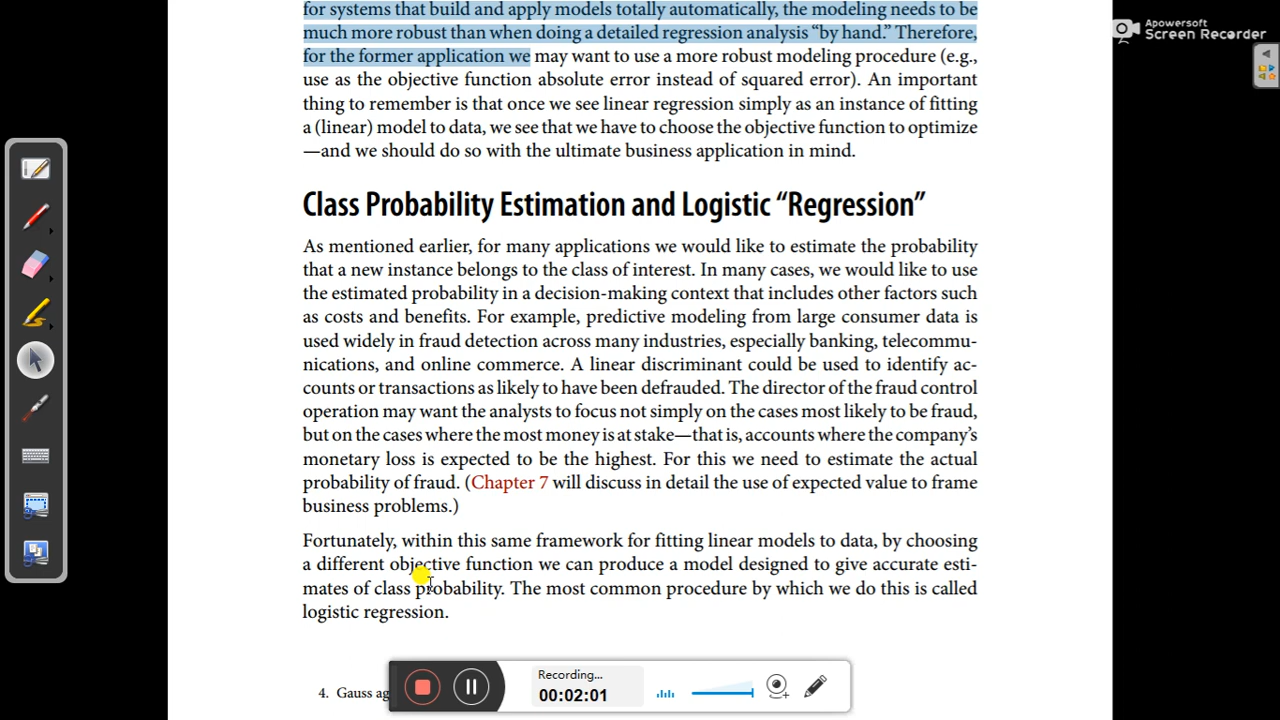 for systems that build and apply models totally automatically, the modeling needs to be
much more robust than when doing a detailed regression analysis “by hand.” Therefore,
for the former application we may want to use a more robust modeling procedure (e.g.,
use as the objective function absolute error instead of squared error). An important
thing to remember is that once we see linear regression simply as an instance of fitting
a (linear) model to data, we see that we have to choose the objective function to optimize
—and we should do so with the ultimate business application in mind.
Class Probability Estimation and Logistic “Regression”
As mentioned earlier, for many applications we would like to estimate the probability
that a new instance belongs to the class of interest. In many cases, we would like to use
the estimated probability in a decision-making context that includes other factors such
as costs and benefits. For example, predictive modeling from large consumer data is
used widely in fraud detection across many industries, especially banking, telecommu-
nications, and online commerce. A linear discriminant could be used to identify ac-
counts or transactions as likely to have been defrauded. The director of the fraud control
operation may want the analysts to focus not simply on the cases most likely to be fraud,
but on the cases where the most money is at stake—that is, accounts where the company’s
monetary loss is expected to be the highest. For this we need to estimate the actual
probability of fraud. (Chapter 7 will discuss in detail the use of expected value to frame
business problems.)
Fortunately, within this same framework for fitting linear models to data, by choosing
a different objective function we can produce a model designed to give accurate esti-
mates of class probability. The most common procedure by which we do this is called
logistic regression.
4. Gauss ag
Recording...
00:02:01
Apowersoft
Screen Recorder